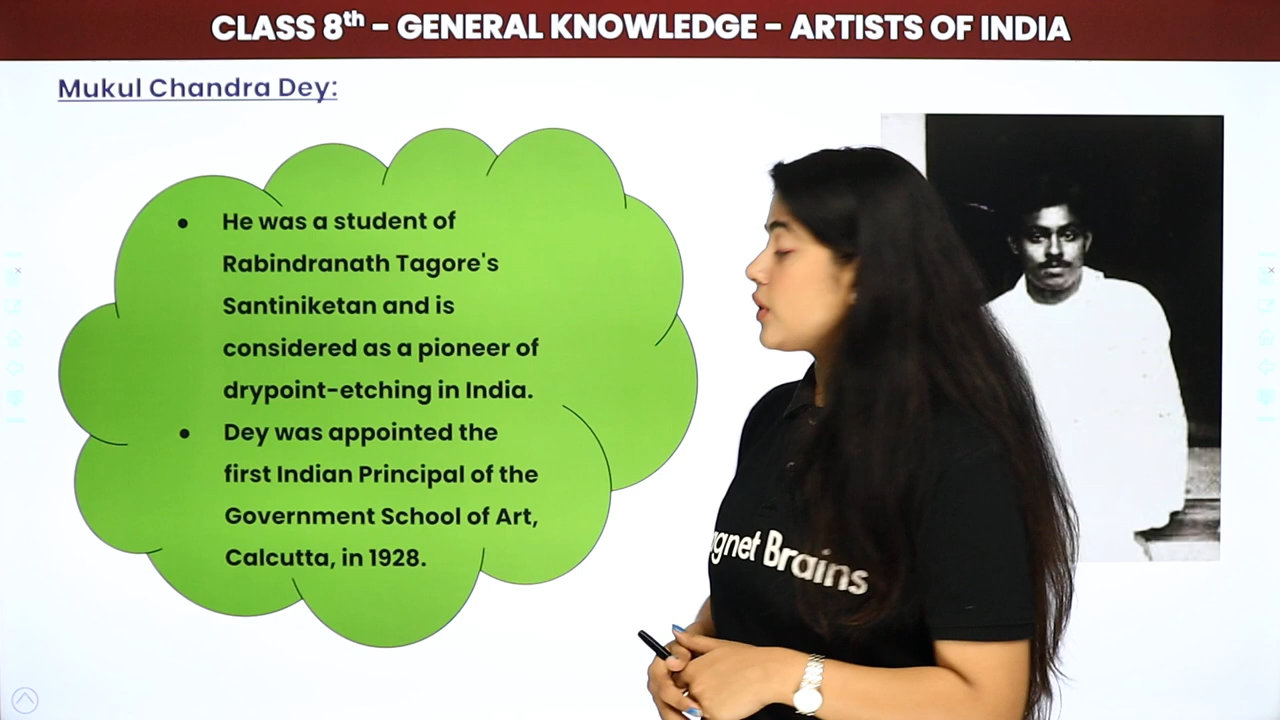 CLASS 8th - GENERAL KNOWLEDGE - ARTISTS OF INDIA
Mukul Chandra Dey:
• He was a student of
Rabindranath Tagore's
Santiniketan and is
considered as a pioneer of
drypoint-etching in India.
• Dey was appointed the
first Indian Principal of the
Government School of Art,
Calcutta, in 1928.
gnet Brains